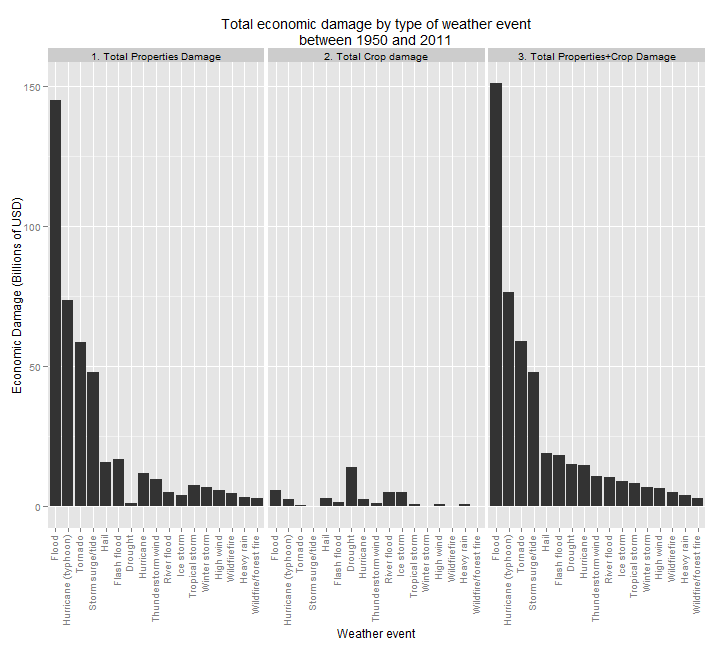 Total economic damage by type of weather event
between 1950 and 2011
1. Total Properties Damage
2. Total Crop damage
3. Total Properties+Crop Damage
Economic Damage (Billions of USD)
150
100
50
0
Flood
Hurricane (typhoon)
Tornado
Storm surge/tide
Hail
Flash flood
Drought
Hurricane
Thunderstorm wind
River flood
Ice storm
Tropical storm
Winter storm
High wind
Wildfirefire
Heavy rain
Wildfire/forest fire
Flood
Hurricane (typhoon)
Tornado
Storm surge/tide
Hail
Flash flood
Drought
Hurricane
Thunderstorm wind
River flood
Ice storm
Tropical storm
Winter storm
High wind
Wildfirefire
Heavy rain
Wildfire/forest fire
Flood
Hurricane (typhoon)
Tornado
Storm surge/tide
Hail
Flash flood
Drought
Hurricane
Thunderstorm wind
River flood
Ice storm
Tropical storm
Winter storm
High wind
Wildfirefire
Heavy rain
Wildfire/forest fire
Weather event